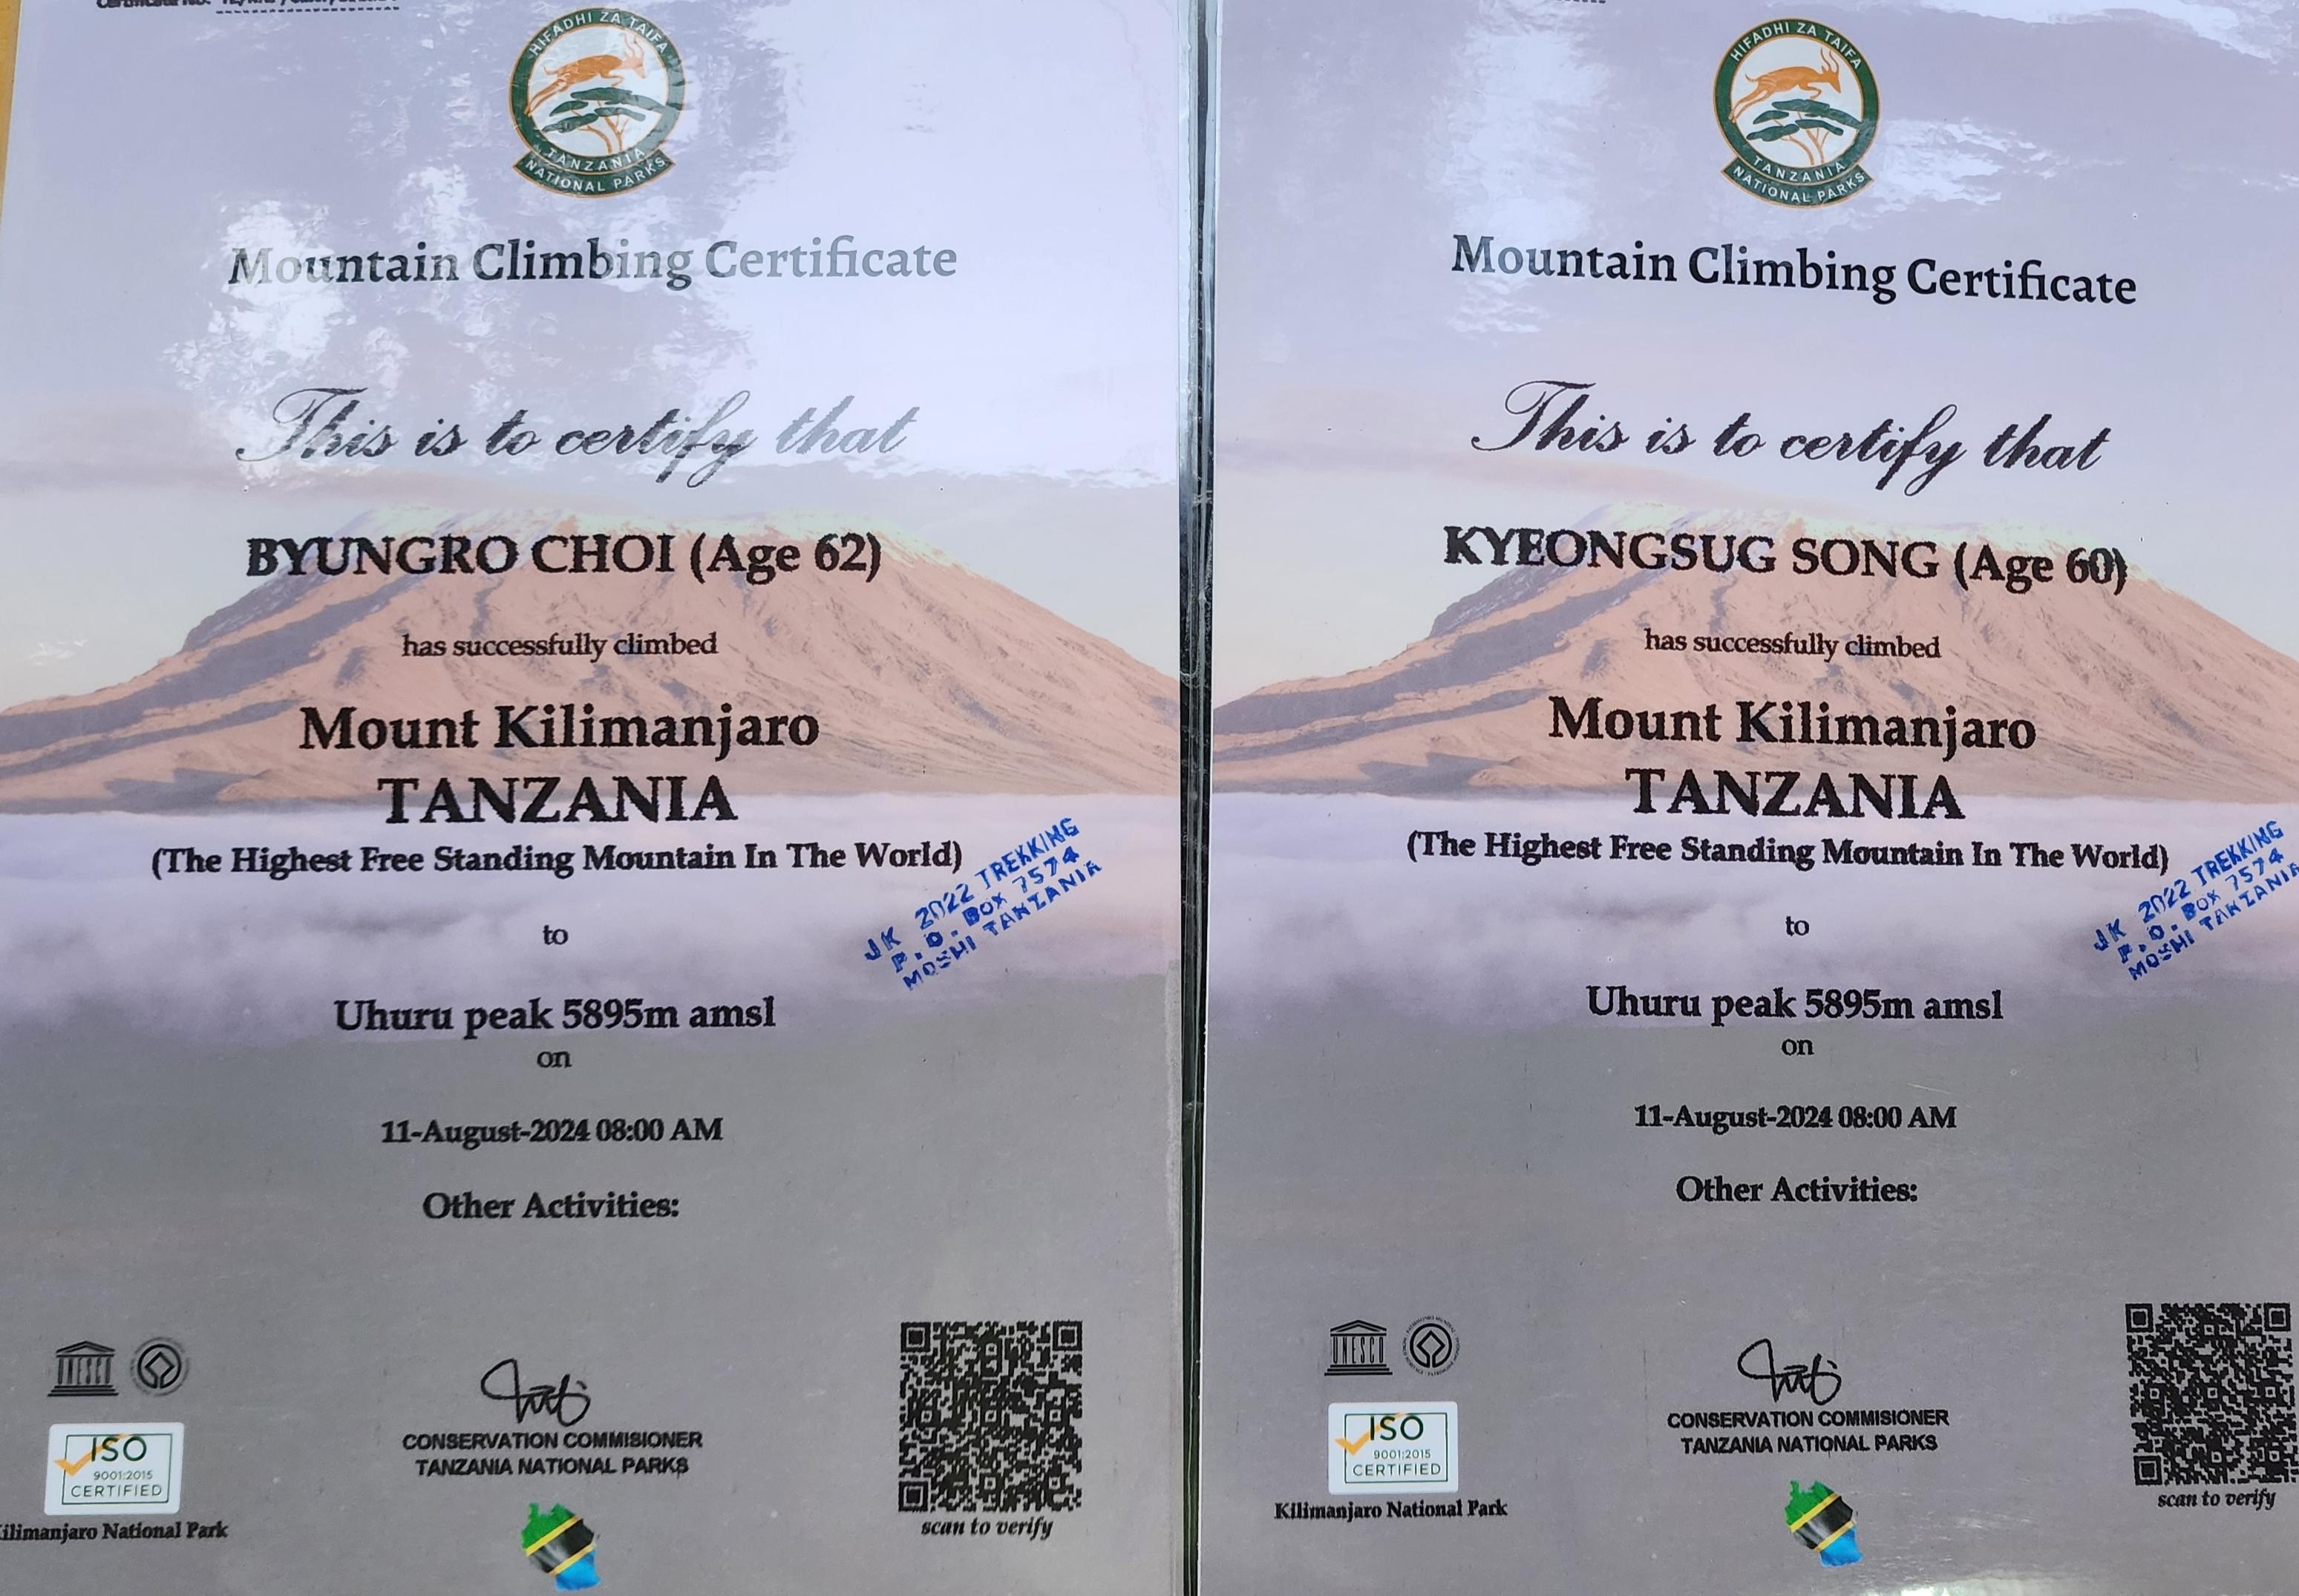 Certificate No:
HIFADHI ZA TAIFA
TANZANIA
NATIONAL PARKS
Mountain Climbing Certificate
This is to certify that
BYUNGRO CHOI (Age 62)
has successfully climbed
Mount Kilimanjaro
TANZANIA
(The Highest Free Standing Mountain In The World)
JK 2022 TREKKING
P.O. BOX 7574
MOSHI TANZANIA
to
Uhuru peak 5895m amsl
on
11-August-2024 08:00 AM
Other Activities:
UNESCO
ISO
9001:2015
CERTIFIED
Kilimanjaro National Park
CONSERVATION COMMISIONER
TANZANIA NATIONAL PARKS
scan to verify
HIFADHI ZA TAIFA
TANZANIA
NATIONAL PARKS
Mountain Climbing Certificate
This is to certify that
KYEONGSUG SONG (Age 60)
has successfully climbed
Mount Kilimanjaro
TANZANIA
(The Highest Free Standing Mountain In The World)
JK 2022 TREKKING
P.O. BOX 7574
MOSHI TANZANIA
to
Uhuru peak 5895m amsl
on
11-August-2024 08:00 AM
Other Activities:
UNESCO
ISO
9001:2015
CERTIFIED
Kilimanjaro National Park
CONSERVATION COMMISIONER
TANZANIA NATIONAL PARKS
scan to verify